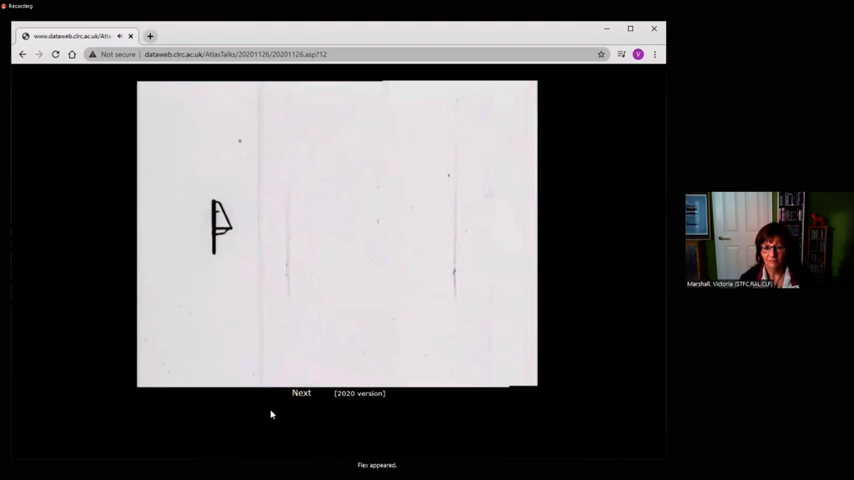 Recording
www.dataweb.clrc.ac.uk/Atla
Not secure
dataweb.clrc.ac.uk/AtlasTalks/20201126/20201126.asp?12
V
Next [2020 version]
Marshall, Victoria (STFC,RAL,CLF)
Flex appeared.